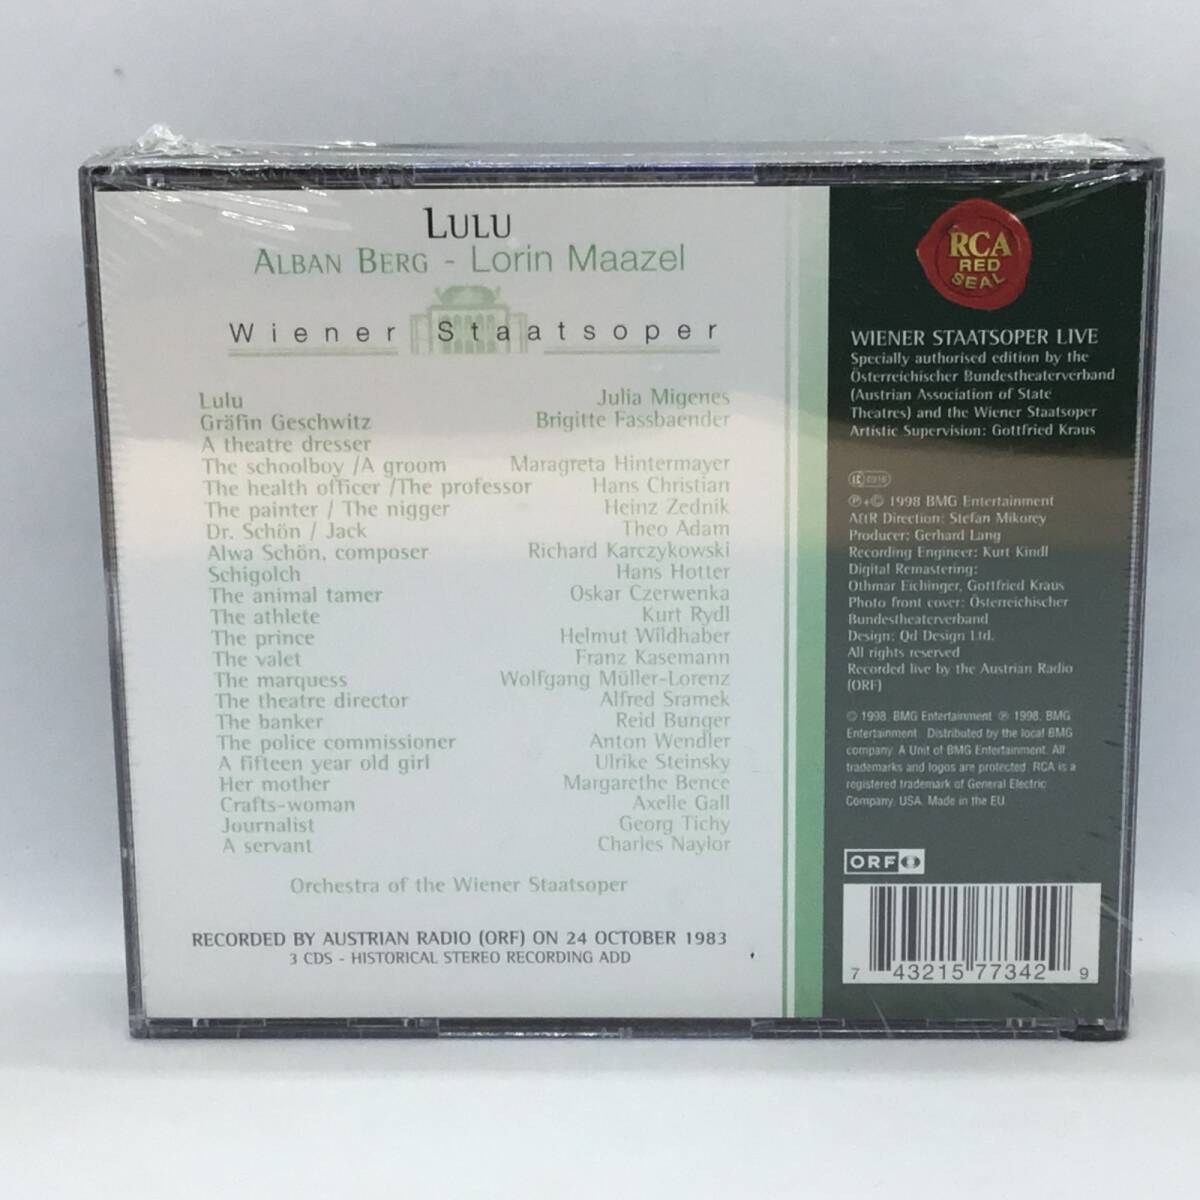 LULU
ALBAN BERG - Lorin Maazel
Wiener Staatsoper
Lulu Julia Migenes
Gräfin Geschwitz Brigitte Fassbaender
A theatre dresser
The schoolboy /A groom Maragreta Hintermayer
The health officer /The professor Hans Christian
The painter / The nigger Heinz Zednik
Dr. Schön / Jack Theo Adam
Alwa Schön, composer Richard Karczykowski
Schigolch Hans Hotter
The animal tamer Oskar Czerwenka
The athlete Kurt Rydl
The prince Helmut Wildhaber
The valet Franz Kasemann
The marquess Wolfgang Müller-Lorenz
The theatre director Alfred Sramek
The banker Reid Bunger
The police commissioner Anton Wendler
A fifteen year old girl Ulrike Steinsky
Her mother Margarethe Bence
Crafts-woman Axelle Gall
Journalist Georg Tichy
A servant Charles Naylor
Orchestra of the Wiener Staatsoper
RECORDED BY AUSTRIAN RADIO (ORF) ON 24 OCTOBER 1983
3 CDS - HISTORICAL STEREO RECORDING ADD
RCA
RED
SEAL
WIENER STAATSOPER LIVE
Specially authorised edition by the
Österreichischer Bundestheaterverband
(Austrian Association of State
Theatres) and the Wiener Staatsoper
Artistic Supervision: Gottfried Kraus
℗+© 1998 BMG Entertainment
A&R Direction: Stefan Mikorey
Producer: Gerhard Lang
Recording Engineer: Kurt Kindl
Digital Remastering:
Othmar Eichinger, Gottfried Kraus
Photo front cover: Österreichischer
Bundestheaterverband
Design: Qd Design Ltd.
All rights reserved
Recorded live by the Austrian Radio
(ORF)
© 1998, BMG Entertainment ℗ 1998, BMG
Entertainment. Distributed by the local BMG
company. A Unit of BMG Entertainment. All
trademarks and logos are protected. RCA is a
registered trademark of General Electric
Company, USA. Made in the EU
ORF
7 43215 77342 9